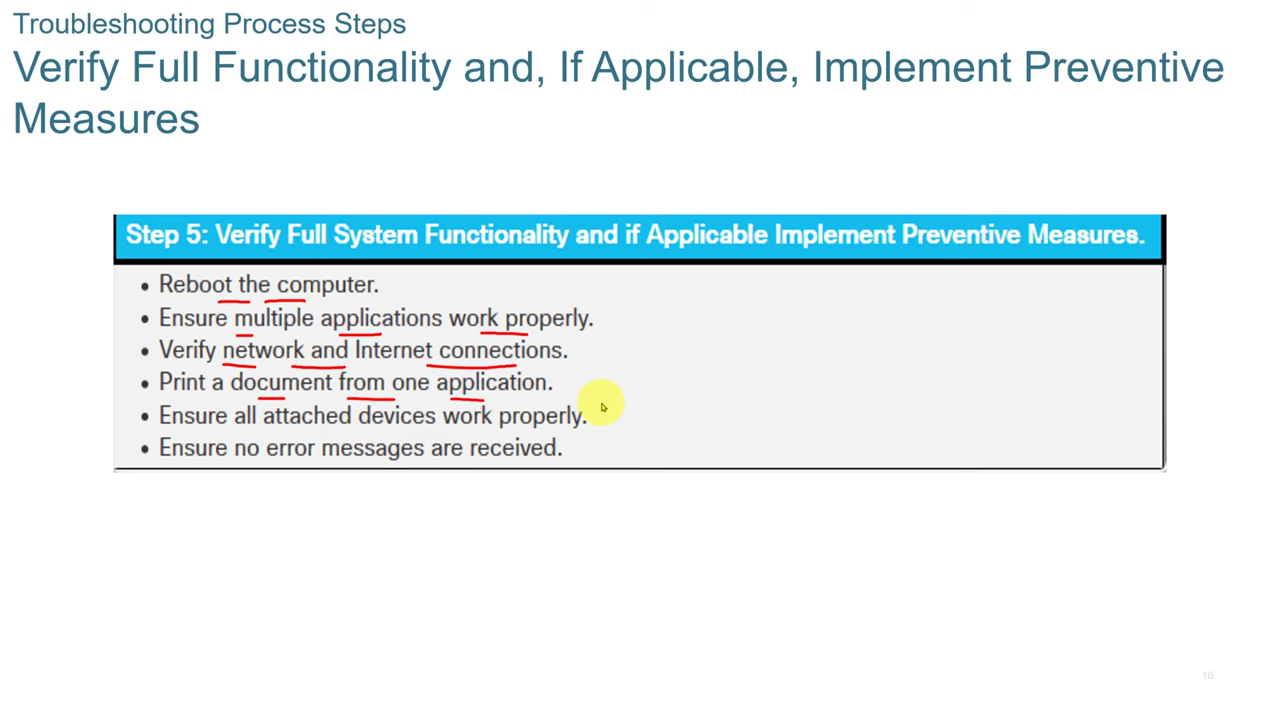 Troubleshooting Process Steps
Verify Full Functionality and, If Applicable, Implement Preventive
Measures
Step 5: Verify Full System Functionality and if Applicable Implement Preventive Measures.
• Reboot the computer.
• Ensure multiple applications work properly.
• Verify network and Internet connections.
• Print a document from one application.
• Ensure all attached devices work properly.
• Ensure no error messages are received.
16